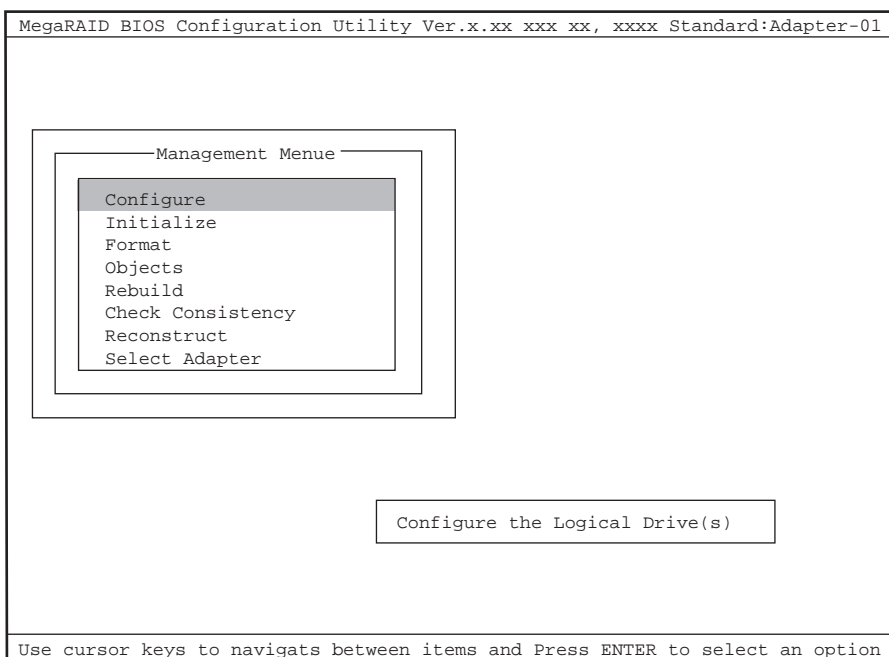 MegaRAID BIOS Configuration Utility Ver.x.xx xxx xx, xxxx Standard:Adapter-01
Management Menue
Configure
Initialize
Format
Objects
Rebuild
Check Consistency
Reconstruct
Select Adapter
Configure the Logical Drive(s)
Use cursor keys to navigats between items and Press ENTER to select an option